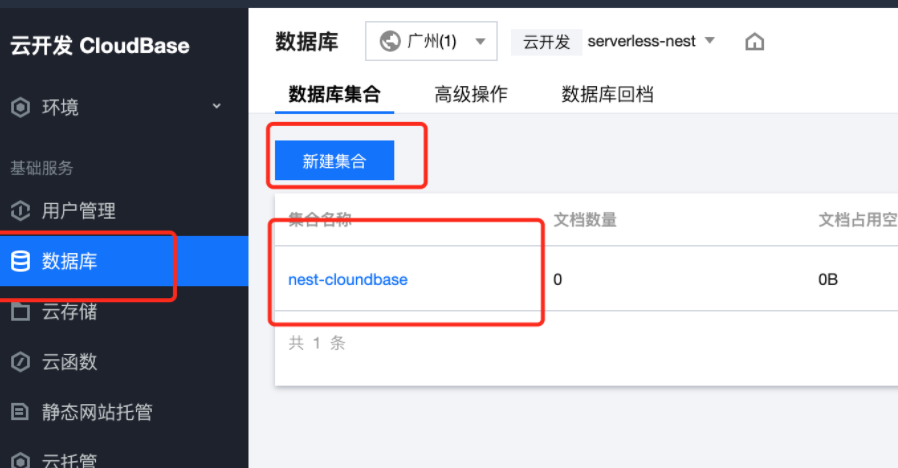 云开发 CloudBase
数据库
广州(1)
云开发
serverless-nest
环境
数据库集合
高级操作
数据库回档
基础服务
新建集合
用户管理
集合名称
文档数量
文档占用空
数据库
nest-cloundbase
0
0B
云存储
共 1 条
云函数
静态网站托管
云托管